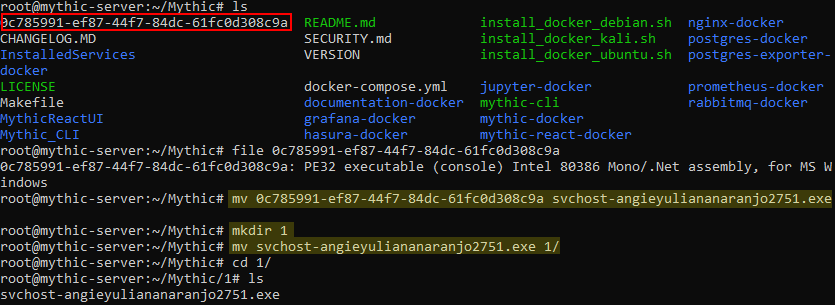 root@mythic-server:~/Mythic# ls
0c785991-ef87-44f7-84dc-61fc0d308c9a  README.md                    install_docker_debian.sh  nginx-docker
CHANGELOG.MD                          SECURITY.md           install_docker_kali.sh    postgres-docker
InstalledServices                     VERSION               install_docker_ubuntu.sh  postgres-exporter-
docker
LICENSE                               docker-compose.yml    jupyter-docker            prometheus-docker
Makefile                              documentation-docker  mythic-cli                rabbitmq-docker
MythicReactUI                         grafana-docker        mythic-docker
Mythic_CLI                            hasura-docker         mythic-react-docker
root@mythic-server:~/Mythic# file 0c785991-ef87-44f7-84dc-61fc0d308c9a
0c785991-ef87-44f7-84dc-61fc0d308c9a: PE32 executable (console) Intel 80386 Mono/.Net assembly, for MS W
indows
root@mythic-server:~/Mythic# mv 0c785991-ef87-44f7-84dc-61fc0d308c9a svchost-angieyuliananaranjo2751.exe
root@mythic-server:~/Mythic# mkdir 1
root@mythic-server:~/Mythic# mv svchost-angieyuliananaranjo2751.exe 1/
root@mythic-server:~/Mythic# cd 1/
root@mythic-server:~/Mythic/1# ls
svchost-angieyuliananaranjo2751.exe